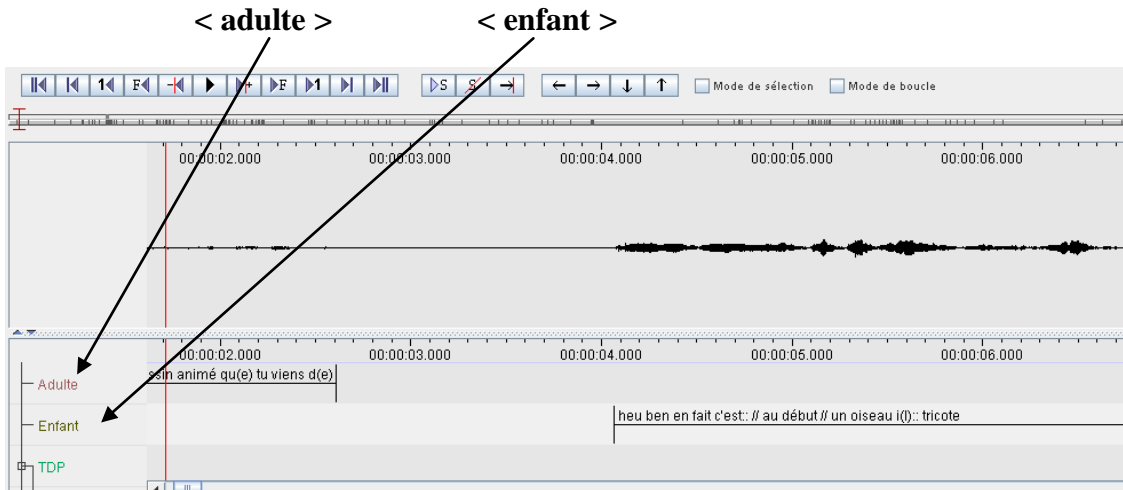 < adulte > < enfant >
1 F -+ F 1 S S Mode de sélection Mode de boucle
00:00:02.000 00:00:03.000 00:00:04.000 00:00:05.000 00:00:06.000
00:00:02.000 00:00:03.000 00:00:04.000 00:00:05.000 00:00:06.000
Adulte ssin animé qu(e) tu viens d(e)
Enfant heu ben en fait c'est:: // au début // un oiseau i(l):: tricote
TDP